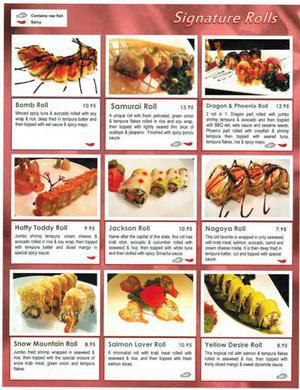 Contains raw fish
Spicy
Signature Rolls
Bomb Roll 10.95
Minced spicy tuna & avocado rolled with soy
wrap & rice, deep fried in tempura batter and
then topped with eel sauce & spicy mayo.
Samurai Roll 13.95
A unique roll with fresh yellowtail, green onion
& tempura flakes rolled in rice and soy wrap,
then topped with lightly seared thin slice of
scallops & jalapeno. Finished with spicy ponzu
sauce.
Dragon & Phoenix Roll 12.95
2 roll in 1. Dragon part rolled with jumbo
shrimp tempura & avocado and then topped
with BBQ eel, eels sauce and sesame seeds;
Phoenix part rolled with crawfish & shrimp
tempura then topped with seared tuna,
tempura flakes, rice & spicy mayo.
Hotty Toddy Roll 7.95
Jumbo shrimp tempura, cream cheese &
avocado rolled in rice & soy wrap, then topped
with tempura batter and diced mango in
special spicy mayo.
Jackson Roll 9.95
Name after the capital of this state, this roll has
krab stick, avocado & cucumber rolled with
seaweed & rice, then topped with white tuna
and then dotted with spicy Sriracha sauce.
Nagoya Roll 7.95
This old favorite is wrapped in only seaweed,
with krab meat, salmon, avocado, carrot and
cream cheese inside. It is then deep fried in
tempura batter, cut and topped with special
sauce.
Snow Mountain Roll 8.95
Jumbo fried shrimp wrapped in seaweed &
rice, then topped with the special mixture of
snow krab meat, green onion and tempura
flakes.
Salmon Lover Roll 10.95
A minimalist roll with krab meat rolled with
seaweed & rice, then topped with fresh
salmon slices.
Yellow Desire Roll 8.95
This tropical roll with salmon & tempura flakes
rolled in seaweed & rice, then topped with
thinly sliced mango & sweet & spicy sauce.